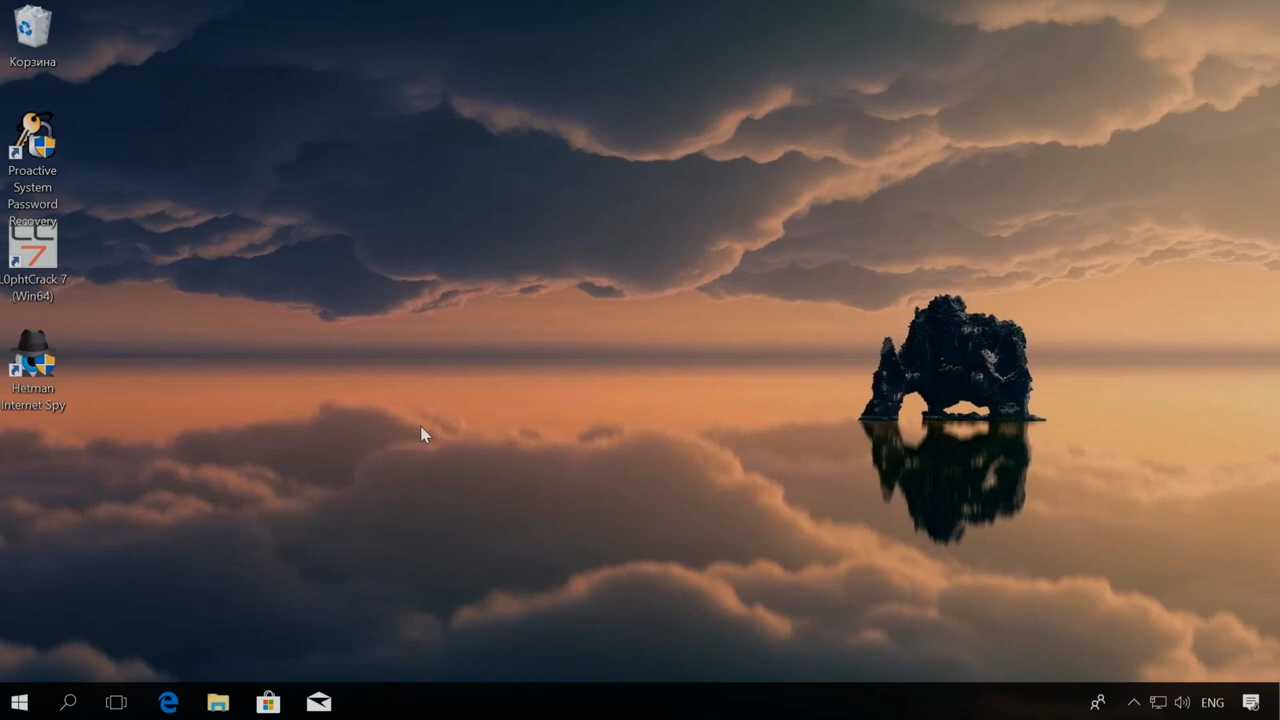 Корзина
Proactive
System
Password
Recovery
L0phtCrack 7
(Win64)
Hetman
Internet Spy
ENG